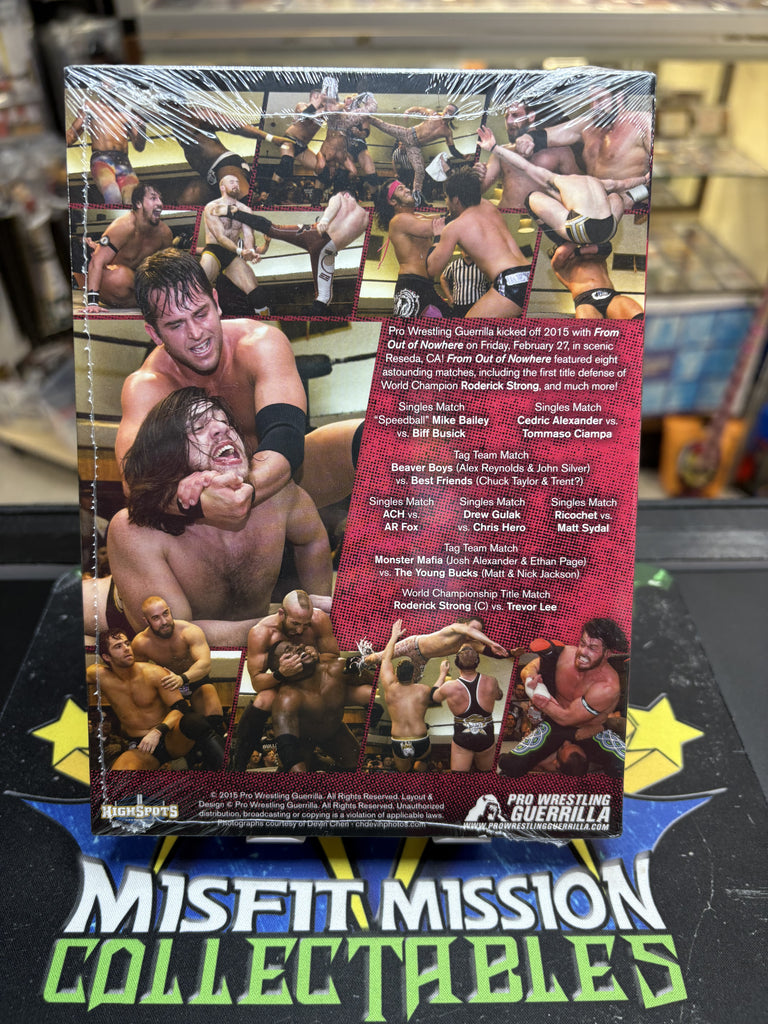 Pro Wrestling Guerrilla kicked off 2015 with From
Out of Nowhere on Friday, February 27, in scenic
Reseda, CA! From Out of Nowhere featured eight
astounding matches, including the first title defense of
World Champion Roderick Strong, and much more!
Singles Match
"Speedball" Mike Bailey
vs. Biff Busick
Singles Match
Cedric Alexander vs.
Tommaso Ciampa
Tag Team Match
Beaver Boys (Alex Reynolds & John Silver)
vs. Best Friends (Chuck Taylor & Trent?)
Singles Match
ACH vs.
AR Fox
Singles Match
Drew Gulak
vs. Chris Hero
Singles Match
Ricochet vs.
Matt Sydal
Tag Team Match
Monster Mafia (Josh Alexander & Ethan Page)
vs. The Young Bucks (Matt & Nick Jackson)
World Championship Title Match
Roderick Strong (C) vs. Trevor Lee
HIGHSPOTS
© 2015 Pro Wrestling Guerrilla. All Rights Reserved. Layout &
Design © Pro Wrestling Guerrilla. All Rights Reserved. Unauthorized
distribution, broadcasting or copying is a violation of applicable laws.
Photographs courtesy of Devin Chen - chdevinphotos.com
PRO WRESTLING
GUERRILLA
WWW.PROWRESTLINGGUERRILLA.COM
MISFIT MISSION
COLLECTABLES